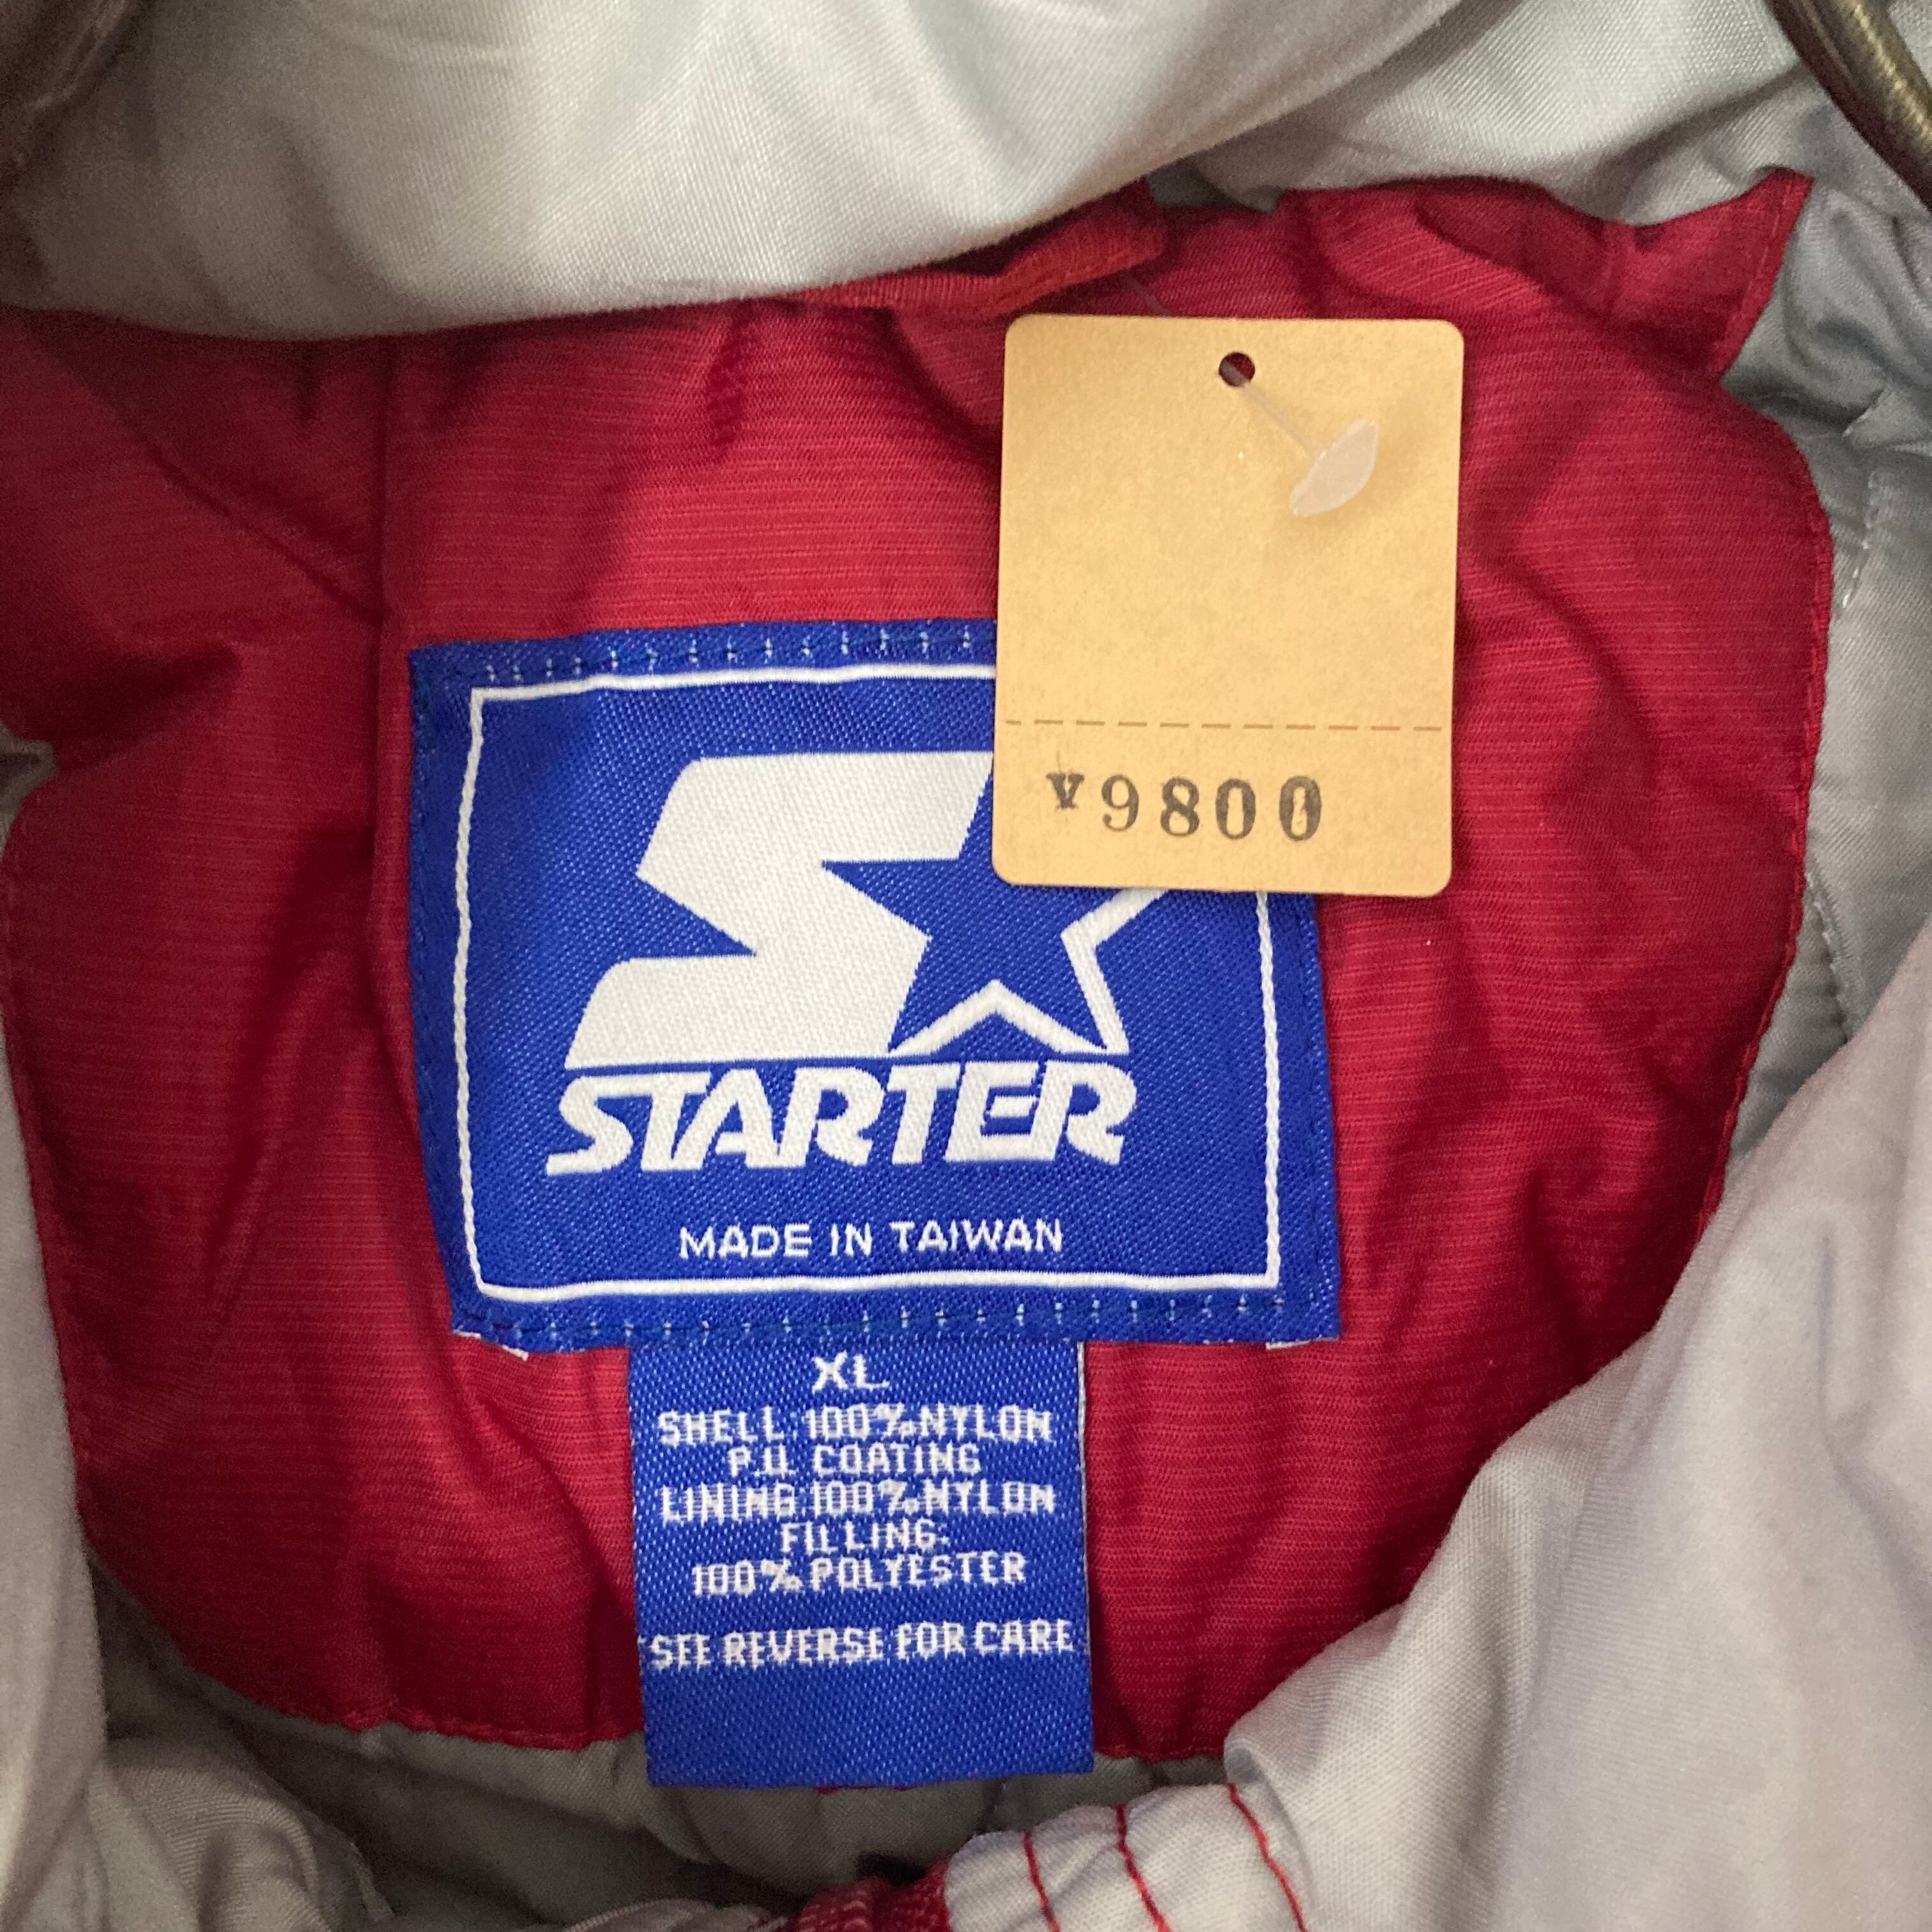 ¥9800
STARTER
MADE IN TAIWAN
XL
SHELL:100%NYLON
P.U. COATING
LINING:100%NYLON
FILLING:
100%POLYESTER
SEE REVERSE FOR CARE